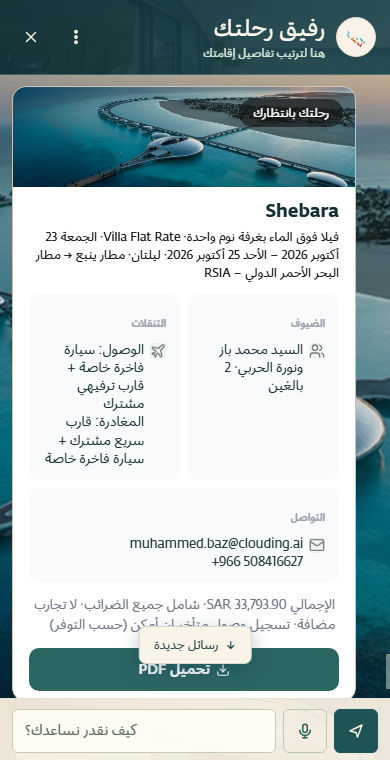 رفيق رحلتك
هنا لترتيب تفاصيل إقامتك
رحلتك بانتظارك
Shebara
فيلا فوق الماء بغرفة نوم واحدة· Villa Flat Rate· الجمعة 23
أكتوبر 2026 – الأحد 25 أكتوبر 2026· ليلتان· مطار ينبع → مطار
البحر الأحمر الدولي – RSIA
الضيوف
السيد محمد باز
ونورة الحربي· 2
بالغين
التنقلات
الوصول: سيارة
فاخرة خاصة +
قارب ترفيهي
مشترك
المغادرة: قارب
سريع مشترك +
سيارة فاخرة خاصة
التواصل
muhammed.baz@clouding.ai
+966 508416627
الإجمالي SAR 33,793.90· شامل جميع الضرائب· لا تجارب
مضافة· تسجيل وصول متأخر إن أمكن (حسب التوفر)
رسائل جديدة
تحميل PDF
كيف نقدر نساعدك؟